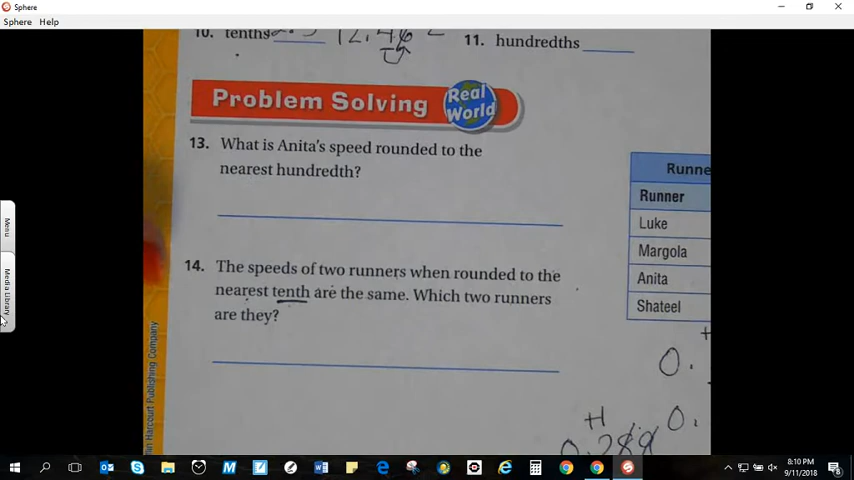 Sphere
Sphere Help
10. tenths
12.46
11. hundredths
Problem Solving Real World
13. What is Anita's speed rounded to the
nearest hundredth?
14. The speeds of two runners when rounded to the
nearest tenth are the same. Which two runners
are they?
Runne
Runner
Luke
Margola
Anita
Shateel
0.
0.
H
0.289
Menu
Media Library
Harcourt Publishing Company
8:10 PM
9/11/2018